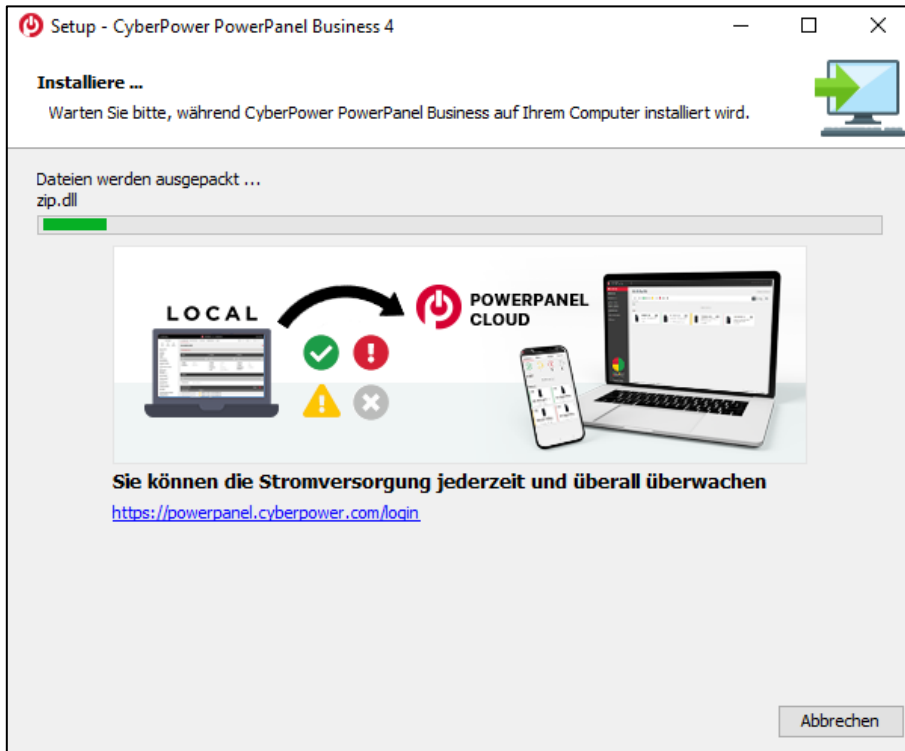 Setup - CyberPower PowerPanel Business 4
Installiere ...
Warten Sie bitte, während CyberPower PowerPanel Business auf Ihrem Computer installiert wird.
Dateien werden ausgepackt ...
zip.dll
LOCAL
POWERPANEL
CLOUD
Sie können die Stromversorgung jederzeit und überall überwachen
https://powerpanel.cyberpower.com/login
Abbrechen